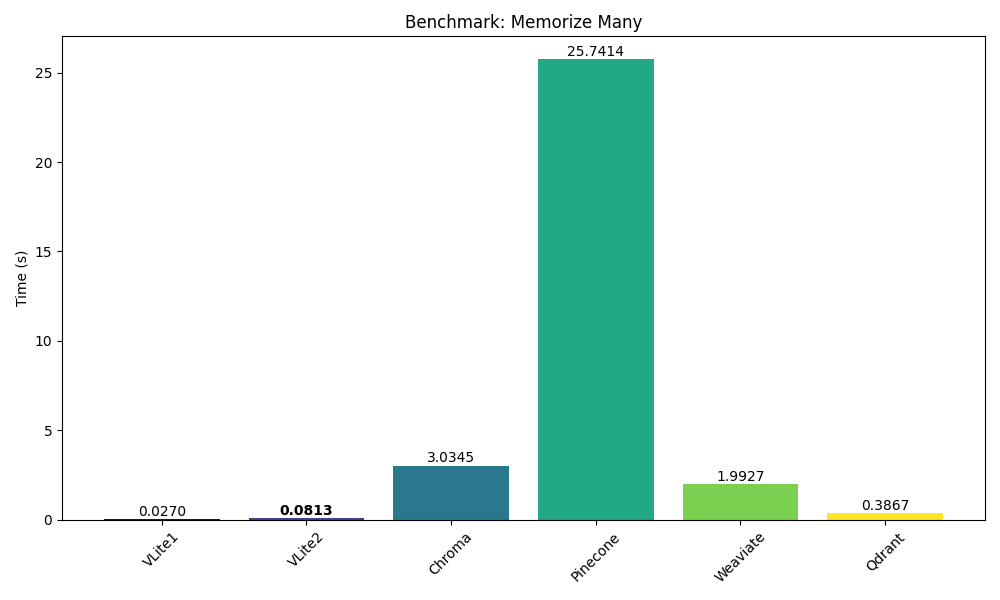 Benchmark: Memorize Many
Time (s)
25
20
15
10
5
0
0.0270
0.0813
3.0345
25.7414
1.9927
0.3867
VLite1
VLite2
Chroma
Pinecone
Weaviate
Qdrant